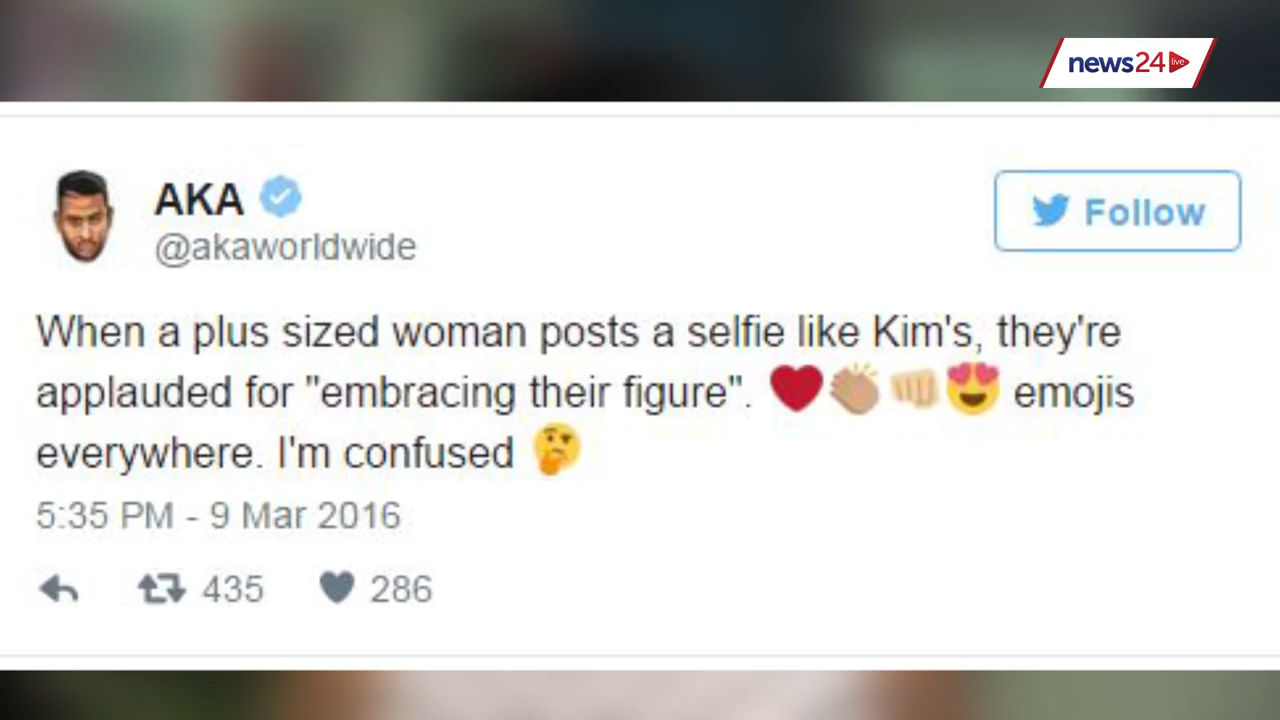 news24 live
AKA
@akaworldwide
Follow
When a plus sized woman posts a selfie like Kim's, they're
applauded for "embracing their figure". ❤️👏👊😍 emojis
everywhere. I'm confused 🤔
5:35 PM - 9 Mar 2016
435 286